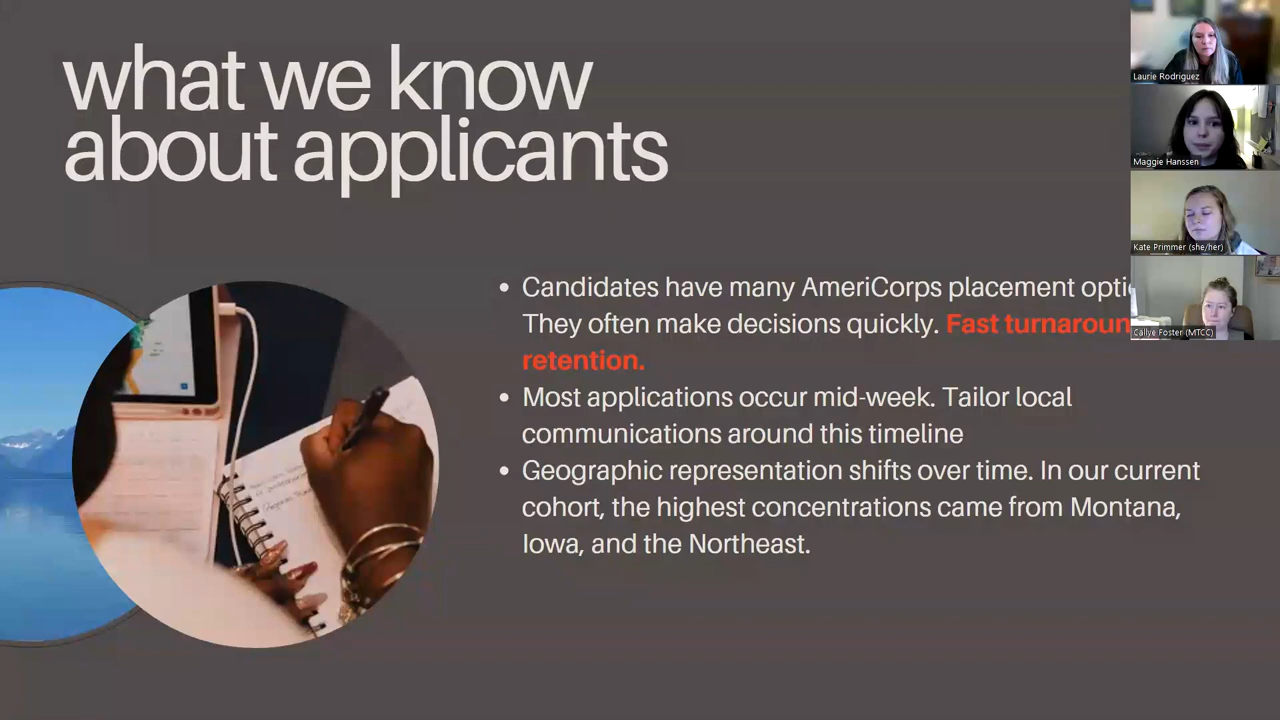 what we know
about applicants
Candidates have many AmeriCorps placement
They often make decisions quickly. Fast
retention.
Most applications occur mid-week. Tailor local
communications around this timeline
Geographic representation shifts over time. In our current
cohort, the highest concentrations came from Montana,
Iowa, and the Northeast.
Laurie Rodriguez
Maggie Hanssen
Kate Primmer (she/her)
Callye Foster (MTCC)